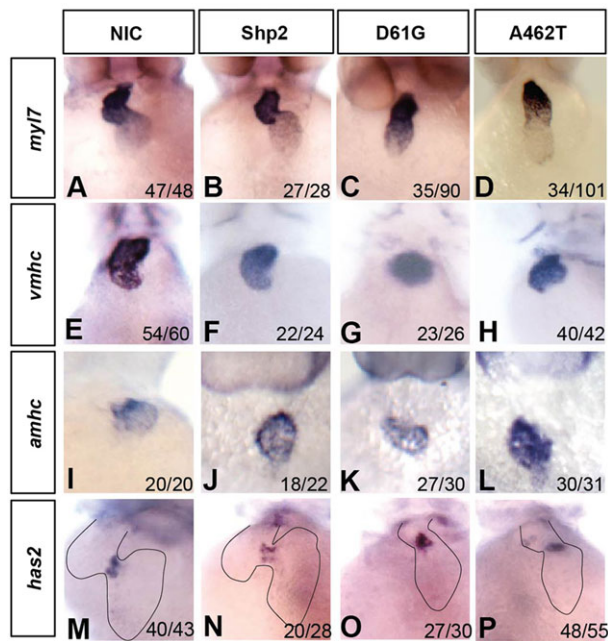 NIC Shp2 D61G A462T
myl7
A 47/48 B 27/28 C 35/90 D 34/101
vmhc
E 54/60 F 22/24 G 23/26 H 40/42
amhc
I 20/20 J 18/22 K 27/30 L 30/31
has2
M 40/43 N 20/28 O 27/30 P 48/55